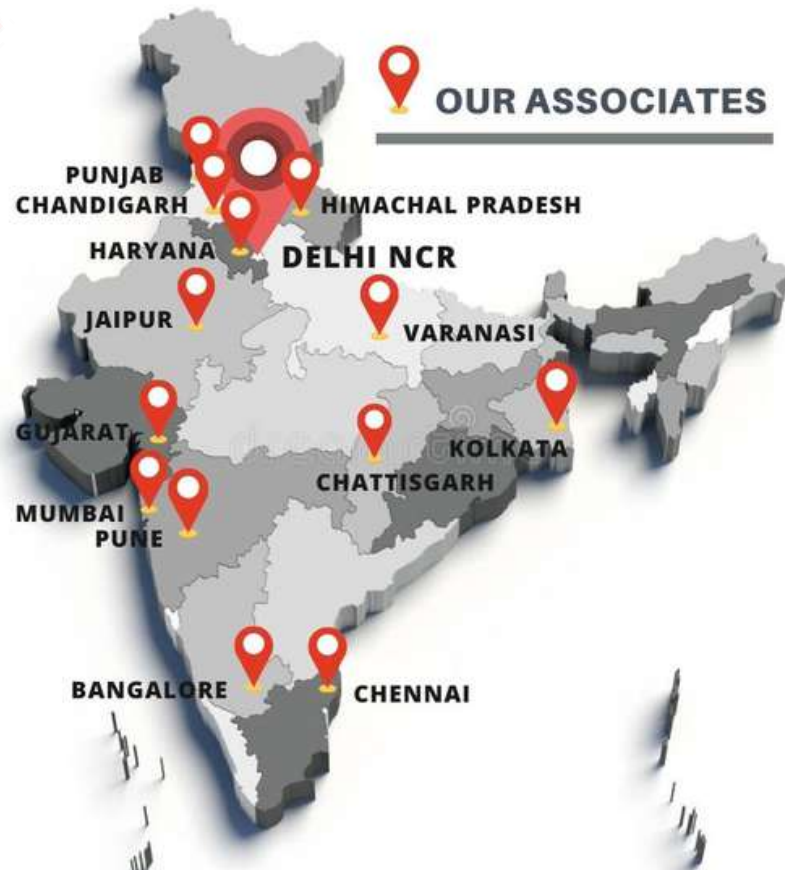 OUR ASSOCIATES
PUNJAB
CHANDIGARH
HIMACHAL PRADESH
HARYANA
DELHI NCR
JAIPUR
VARANASI
GUJARAT
KOLKATA
CHATTISGARH
MUMBAI
PUNE
BANGALORE
CHENNAI